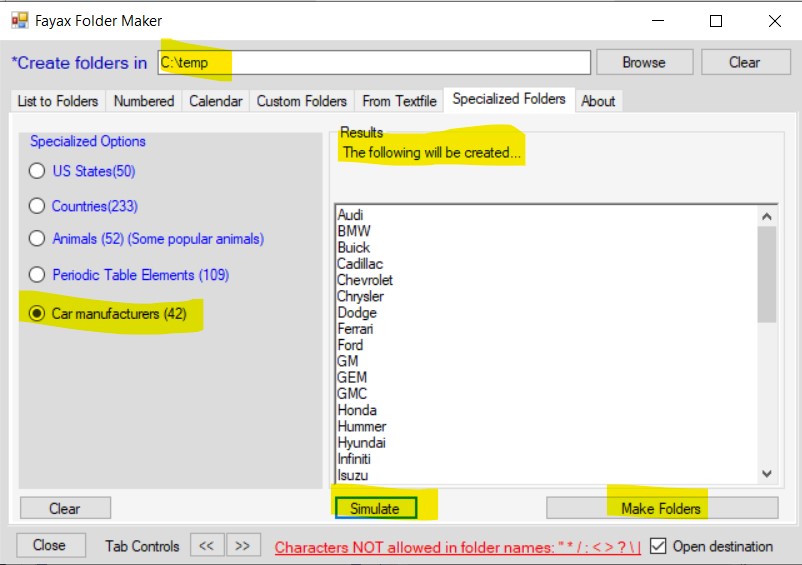 Fayax Folder Maker
*Create folders in C:\temp Browse Clear
List to Folders Numbered Calendar Custom Folders From Textfile Specialized Folders About
Specialized Options
US States(50)
Countries(233)
Animals (52) (Some popular animals)
Periodic Table Elements (109)
Car manufacturers (42)
Results
The following will be created...
Audi
BMW
Buick
Cadillac
Chevrolet
Chrysler
Dodge
Ferrari
Ford
GM
GEM
GMC
Honda
Hummer
Hyundai
Infiniti
Isuzu
Clear Simulate Make Folders
Close Tab Controls << >> Characters NOT allowed in folder names: " * / : < > ? \ | Open destination